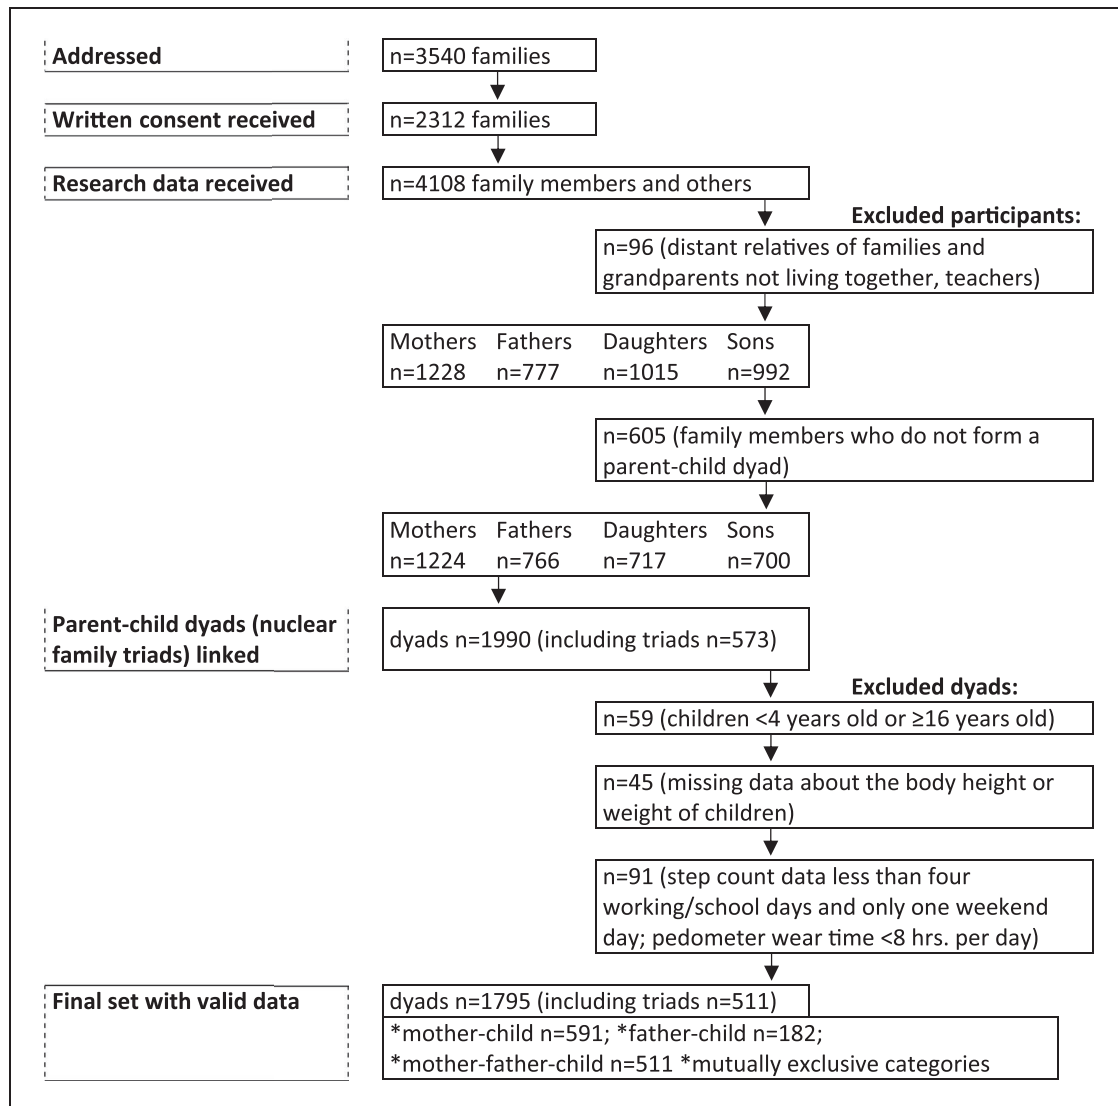 Addressed
n=3540 families
Written consent received
n=2312 families
Research data received
n=4108 family members and others
Excluded participants:
n=96 (distant relatives of families and
grandparents not living together, teachers)
Mothers Fathers Daughters Sons
n=1228 n=777 n=1015 n=992
n=605 (family members who do not form a
parent-child dyad)
Mothers Fathers Daughters Sons
n=1224 n=766 n=717 n=700
Parent-child dyads (nuclear
family triads) linked
dyads n=1990 (including triads n=573)
Excluded dyads:
n=59 (children <4 years old or ≥16 years old)
n=45 (missing data about the body height or
weight of children)
n=91 (step count data less than four
working/school days and only one weekend
day; pedometer wear time <8 hrs. per day)
Final set with valid data
dyads n=1795 (including triads n=511)
*mother-child n=591; *father-child n=182;
*mother-father-child n=511 *mutually exclusive categories